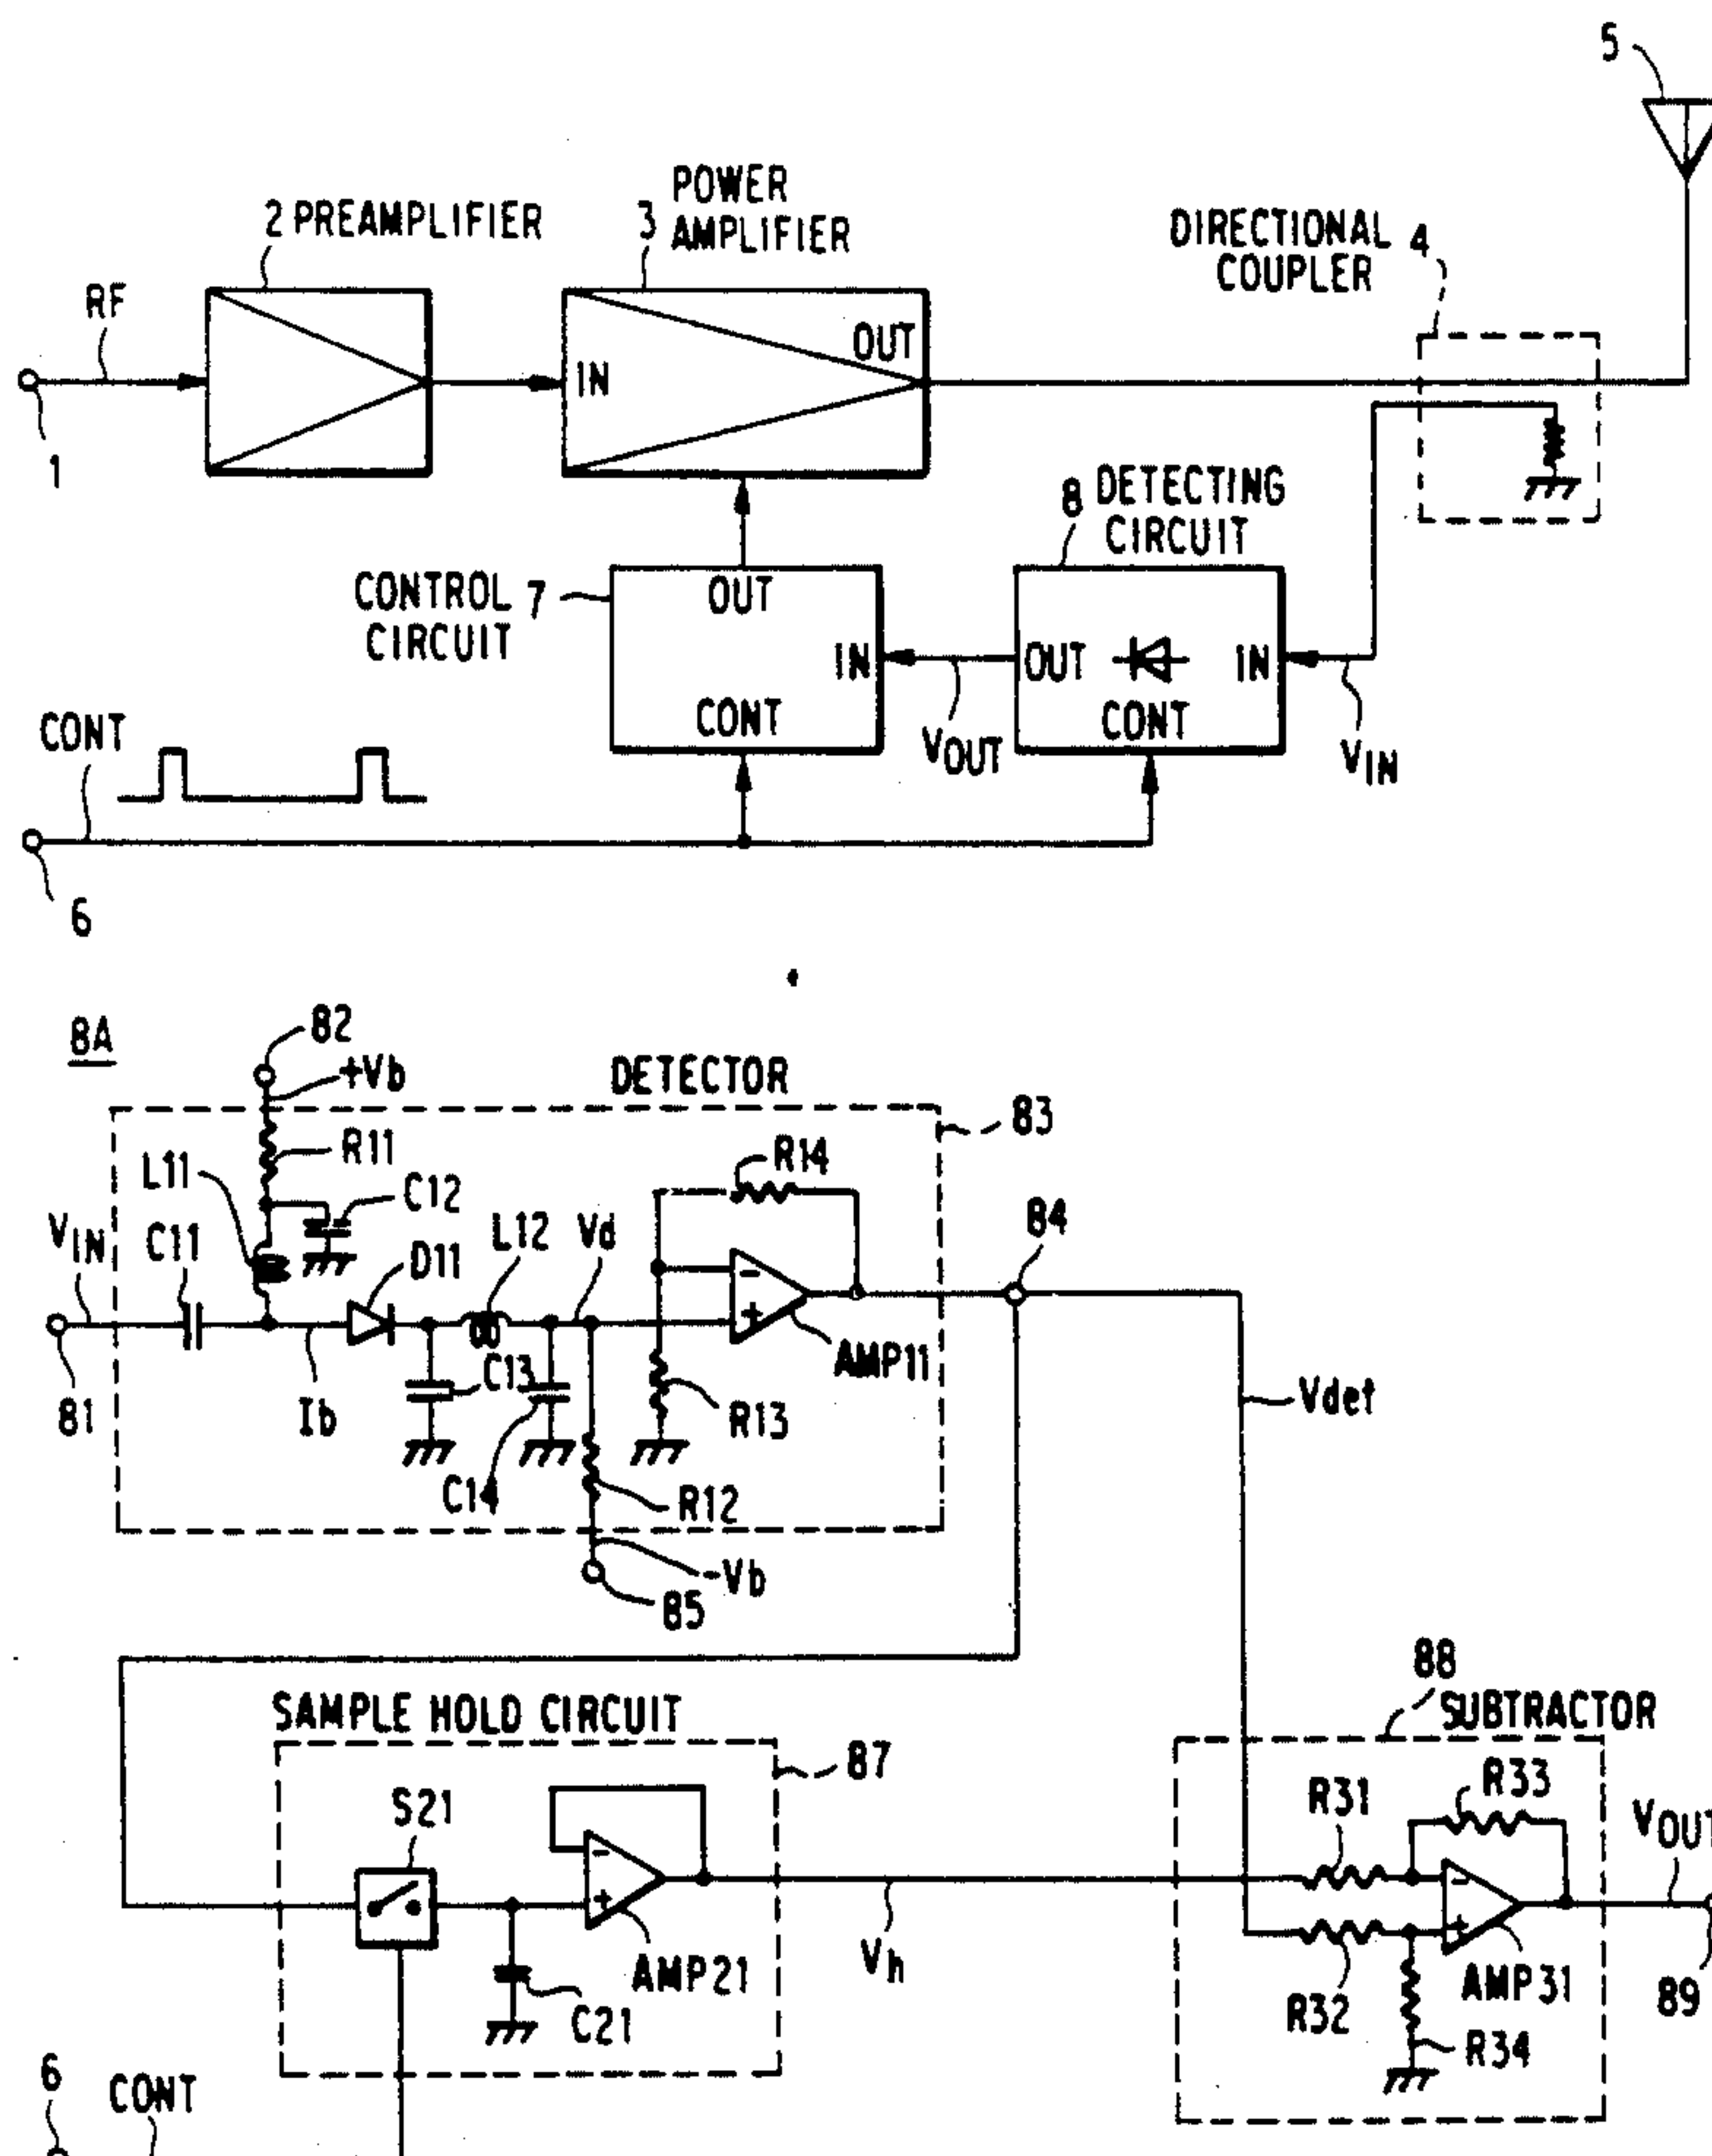 5
POWER
2 PREAMPLIFIER
3 AMPLIFIER
DIRECTIONAL 4
COUPLER
RF
OUT
IN
1
8 DETECTING
CIRCUIT
CONTROL 7
CIRCUIT
OUT
IN
OUT
IN
CONT
CONT
CONT
VOUT
VIN
6
8A
82
+Vb
DETECTOR
83
R11
L11
R14
C12
VIN
C11
L12
Vd
84
D11
AMP11
C13
81
Ib
R13
Vdet
C14
R12
-Vb
85
88
SUBTRACTOR
SAMPLE HOLD CIRCUIT
87
R33
R31
S21
VOUT
Vh
AMP21
AMP31
C21
R32
89
R34
6
CONT